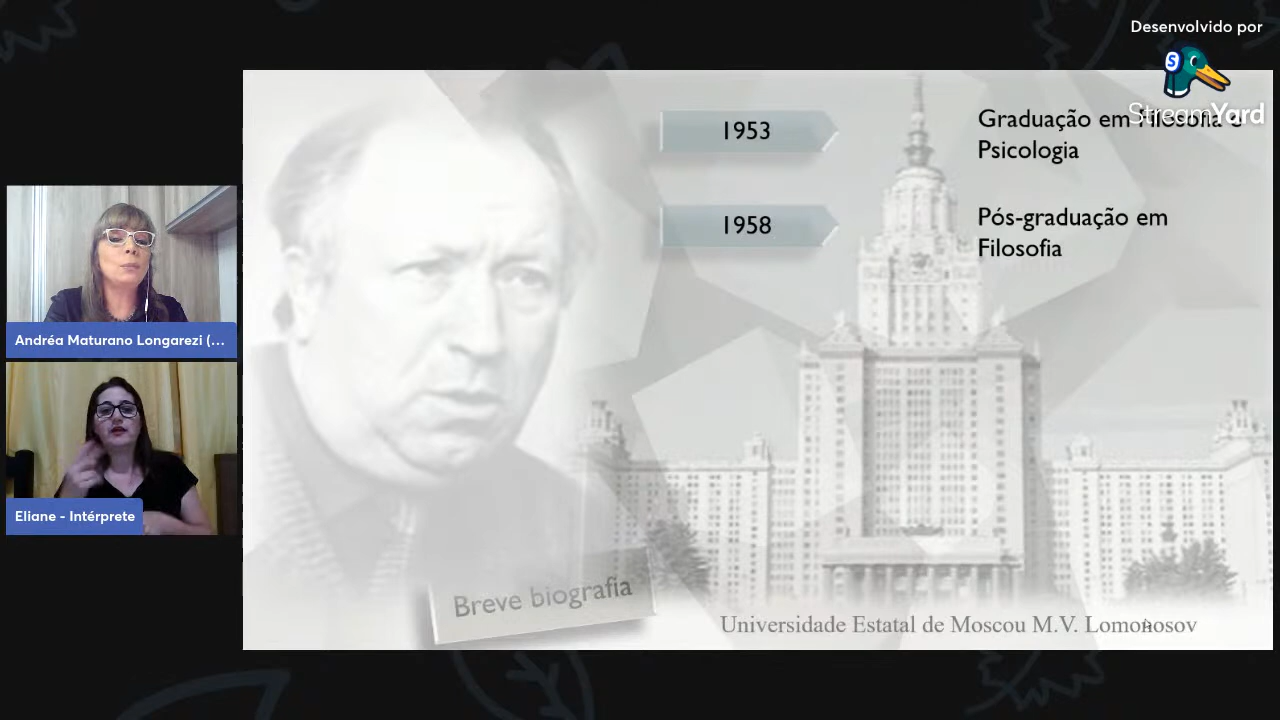 Desenvolvido por
StreamYard
1953
Graduação em Filosofia e
Psicologia
1958
Pós-graduação em
Filosofia
Andréa Maturano Longarezi (...
Eliane - Intérprete
Breve biografia
Universidade Estatal de Moscou M.V. Lomonosov